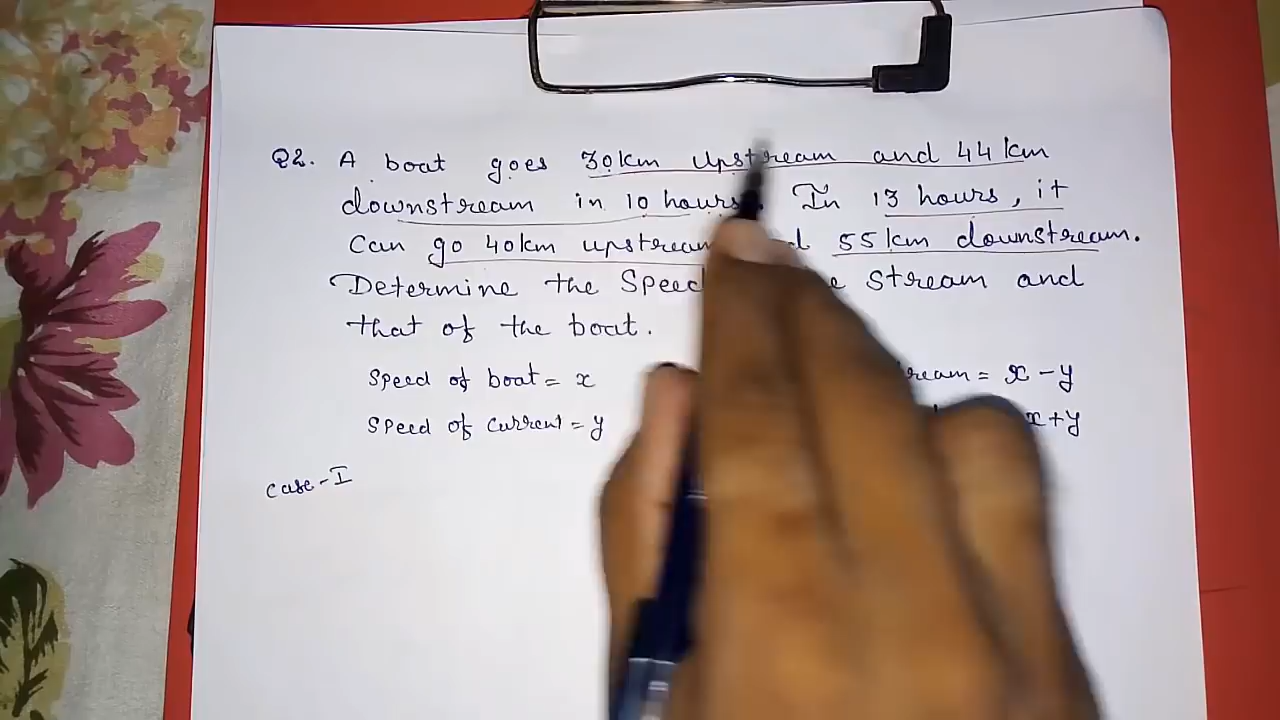 Q2. A boat goes 30km upstream and 44 km
downstream in 10 hours. In 13 hours, it
can go 40km upstream 55km downstream.
Determine the Speed stream and
that of the boat.
Speed of boat = x x - y
Speed of current = y x+y
case-I